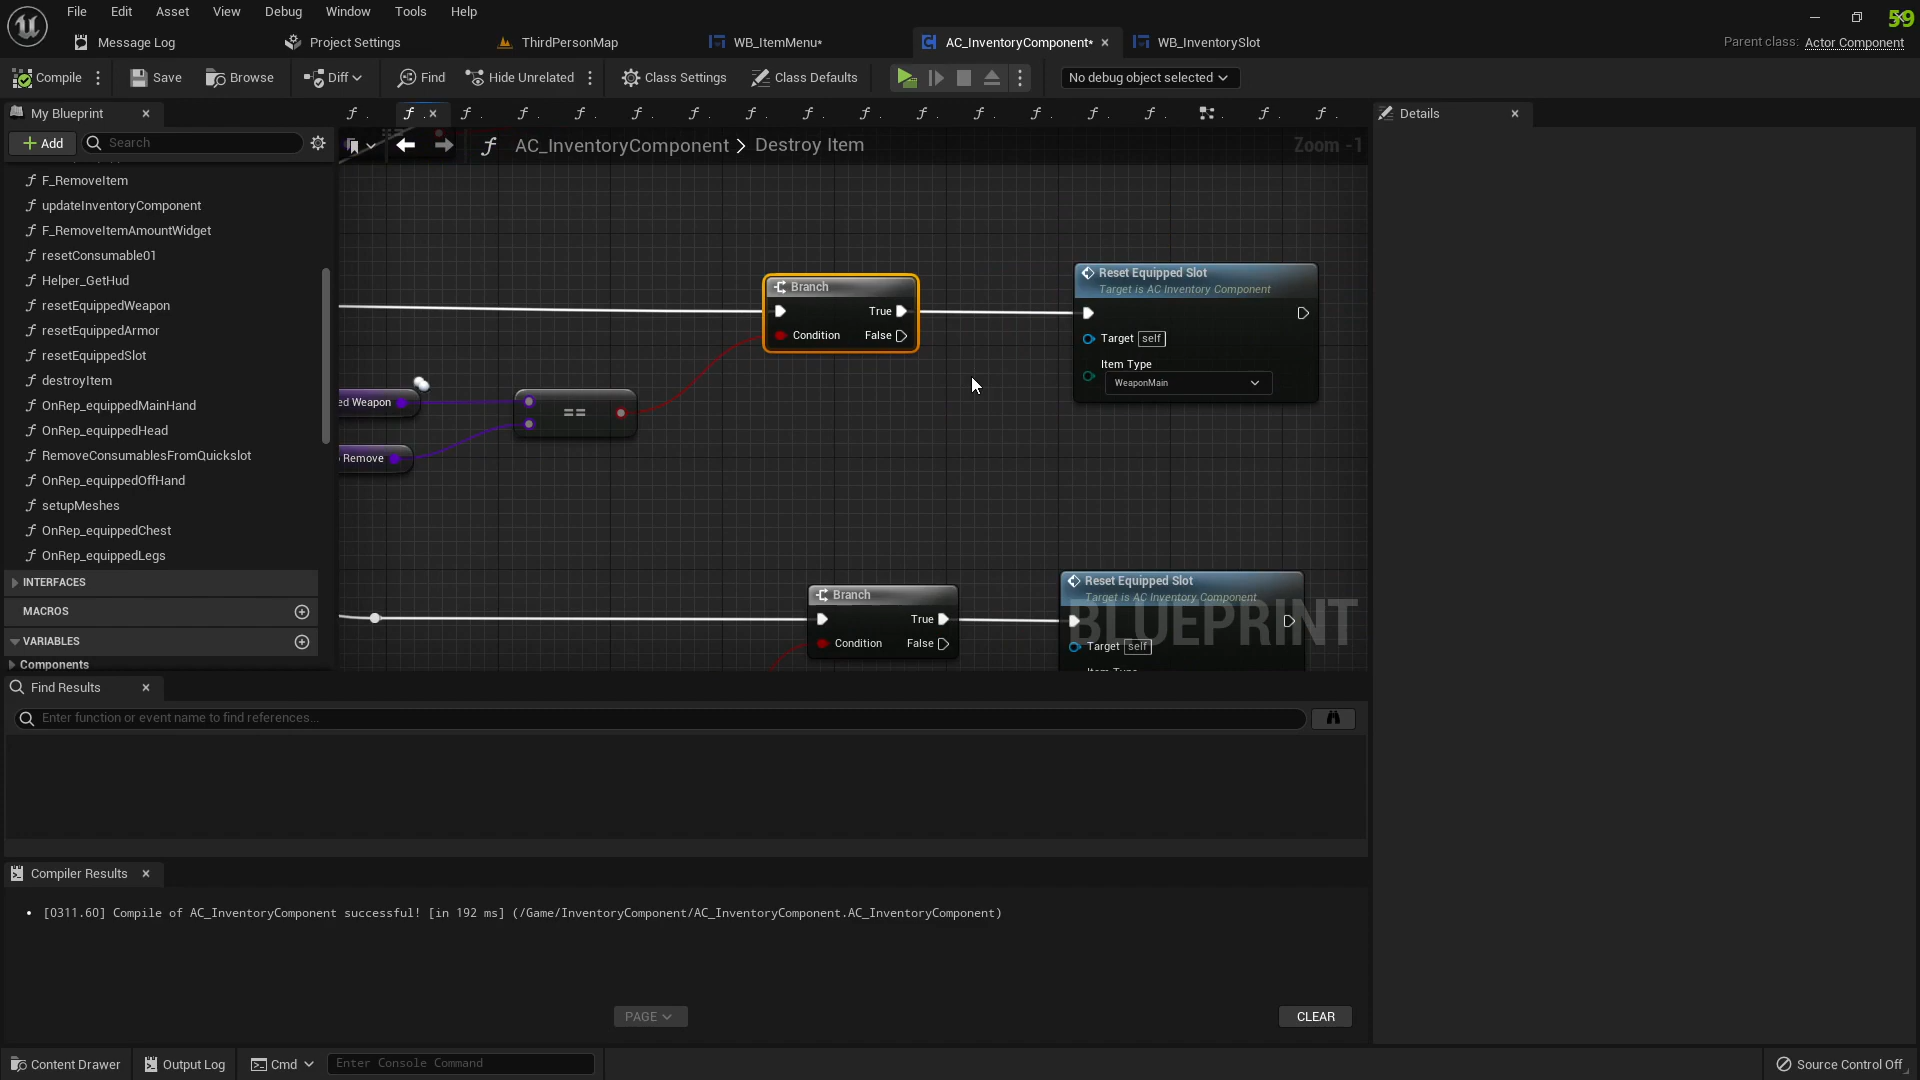 File Edit Asset View Debug Window Tools Help
59
Message Log
Project Settings
ThirdPersonMap
WB_ItemMenu*
AC_InventoryComponent*
WB_InventorySlot
Parent class: Actor Component
Compile
Save
Browse
Diff
Find
Hide Unrelated
Class Settings
Class Defaults
No debug object selected
My Blueprint
Details
Add
Search
AC_InventoryComponent > Destroy Item
Zoom -1
F_RemoveItem
updateInventoryComponent
F_RemoveItemAmountWidget
resetConsumable01
Helper_GetHud
resetEquippedWeapon
resetEquippedArmor
resetEquippedSlot
destroyItem
OnRep_equippedMainHand
OnRep_equippedHead
RemoveConsumablesFromQuickslot
OnRep_equippedOffHand
setupMeshes
OnRep_equippedChest
OnRep_equippedLegs
INTERFACES
MACROS
VARIABLES
Components
Branch
True
Condition
False
Reset Equipped Slot
Target is AC Inventory Component
Target self
Item Type
WeaponMain
ed Weapon
==
Remove
Branch
True
Condition
False
Reset Equipped Slot
Target is AC Inventory Component
Target self
Item Type
BLUEPRINT
Find Results
Enter function or event name to find references...
Compiler Results
[0311.60] Compile of AC_InventoryComponent successful! [in 192 ms] (/Game/InventoryComponent/AC_InventoryComponent.AC_InventoryComponent)
PAGE
CLEAR
Content Drawer
Output Log
Cmd
Enter Console Command
Source Control Off